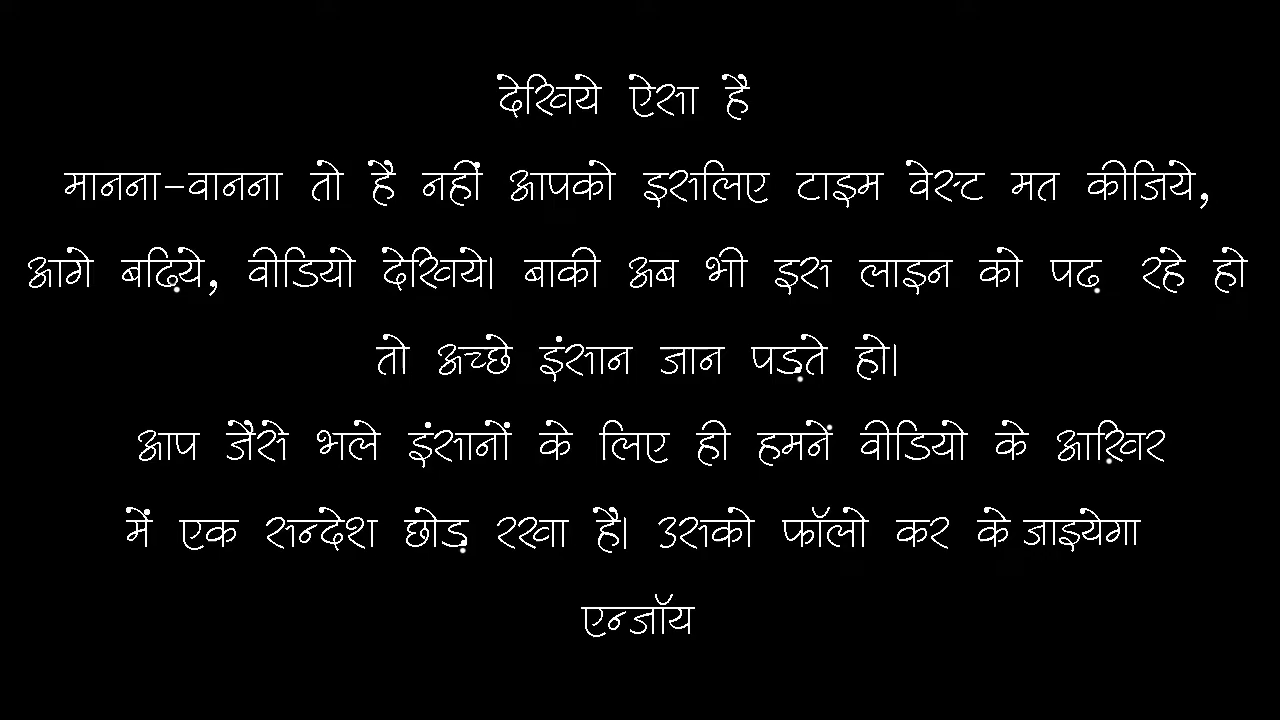 देखिये ऐसा है
मानना-वानना तो है नहीं आपको इसलिए टाइम वेस्ट मत कीजिये,
आगे बढ़िये, वीडियो देखिये। बाकी अब भी इस लाइन को पढ़ रहे हो
तो अच्छे इंसान जान पड़ते हो।
आप जैसे भले इंसानों के लिए ही हमनें वीडियो के आख़िर
में एक सन्देश छोड़ रखा है। उसको फॉलो कर के जाइयेगा
एन्जॉय